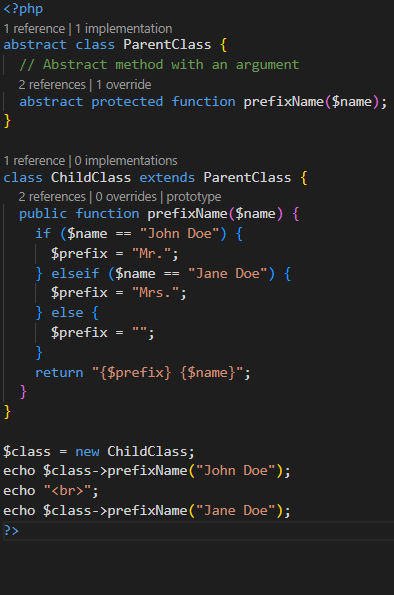 <?php
1 reference | 1 implementation
abstract class ParentClass {
  // Abstract method with an argument
  2 references | 1 override
  abstract protected function prefixName($name);
}

1 reference | 0 implementations
class ChildClass extends ParentClass {
  2 references | 0 overrides | prototype
  public function prefixName($name) {
    if ($name == "John Doe") {
      $prefix = "Mr.";
    } elseif ($name == "Jane Doe") {
      $prefix = "Mrs.";
    } else {
      $prefix = "";
    }
    return "{$prefix} {$name}";
  }
}

$class = new ChildClass;
echo $class->prefixName("John Doe");
echo "<br>";
echo $class->prefixName("Jane Doe");
?>